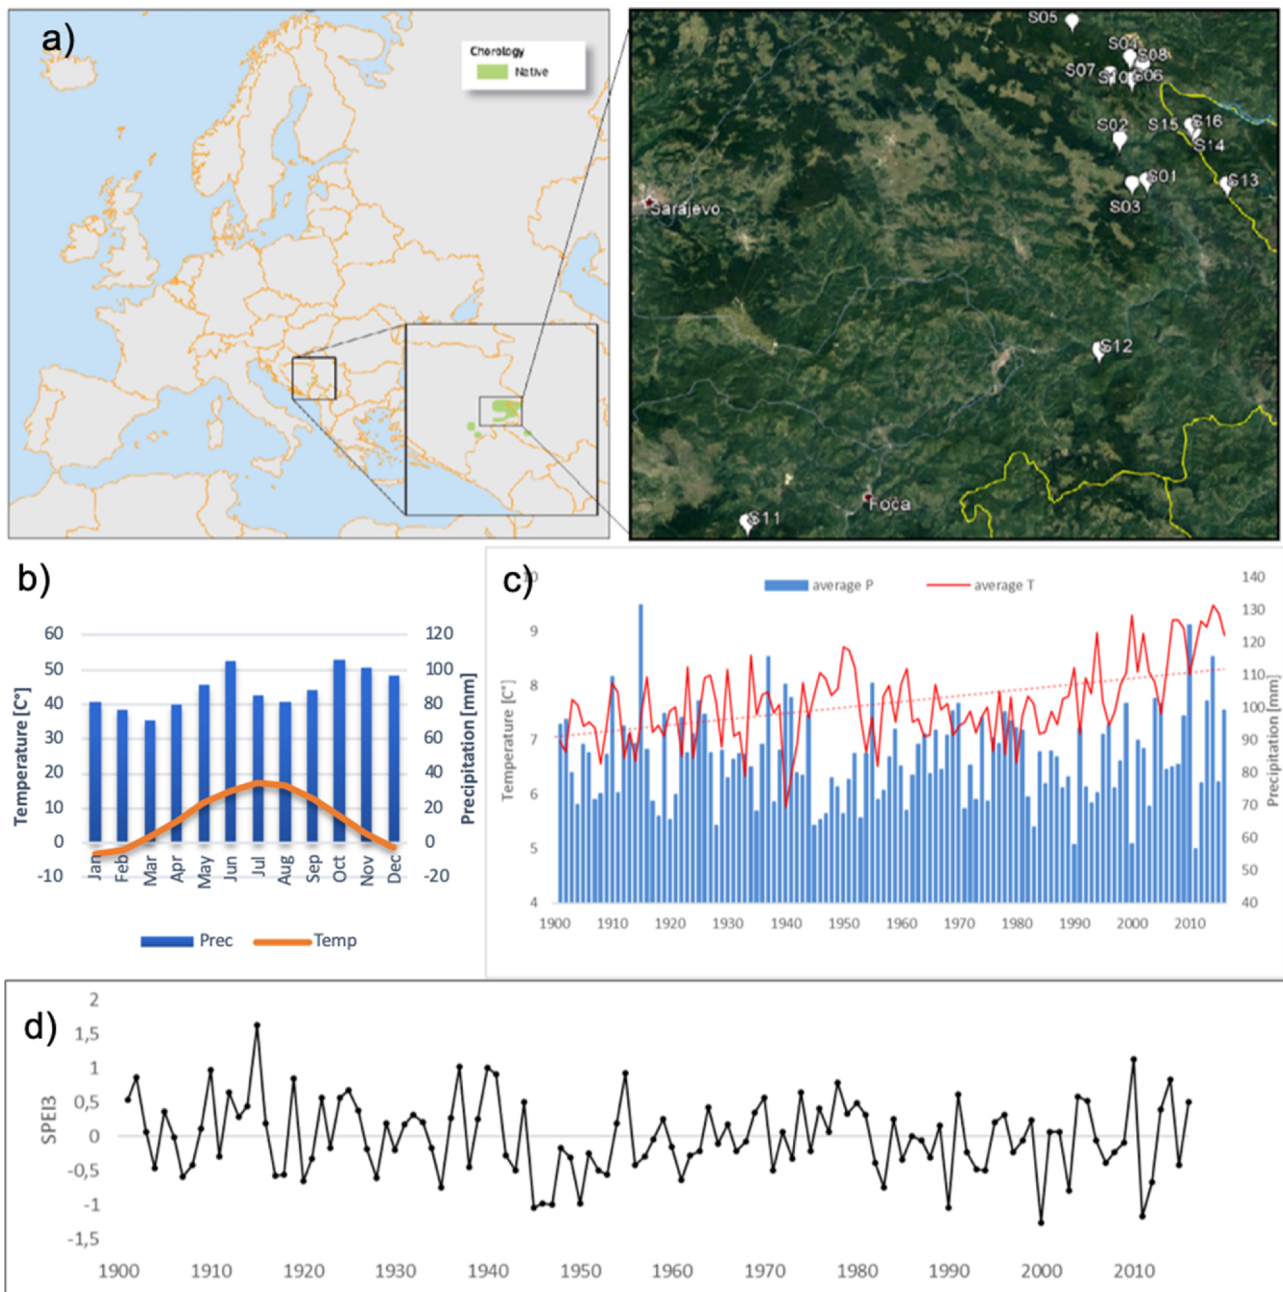 a)
Chorology
Native
S05
S04
S08
S07
S10
S06
S02
S15
S16
S14
S01
S13
S03
Sarajevo
S12
Foča
S11
b)
60
50
40
30
20
10
0
-10
Temperature [C°]
120
100
80
60
40
20
0
-20
Precipitation [mm]
Jan
Feb
Mar
Apr
May
Jun
Jul
Aug
Sep
Oct
Nov
Dec
Prec
Temp
c)
average P
average T
10
9
8
7
6
5
4
Temperature [C°]
140
130
120
110
100
90
80
70
60
50
40
Precipitation [mm]
1900
1910
1920
1930
1940
1950
1960
1970
1980
1990
2000
2010
d)
SPEI3
2
1,5
1
0,5
0
-0,5
-1
-1,5
1900
1910
1920
1930
1940
1950
1960
1970
1980
1990
2000
2010